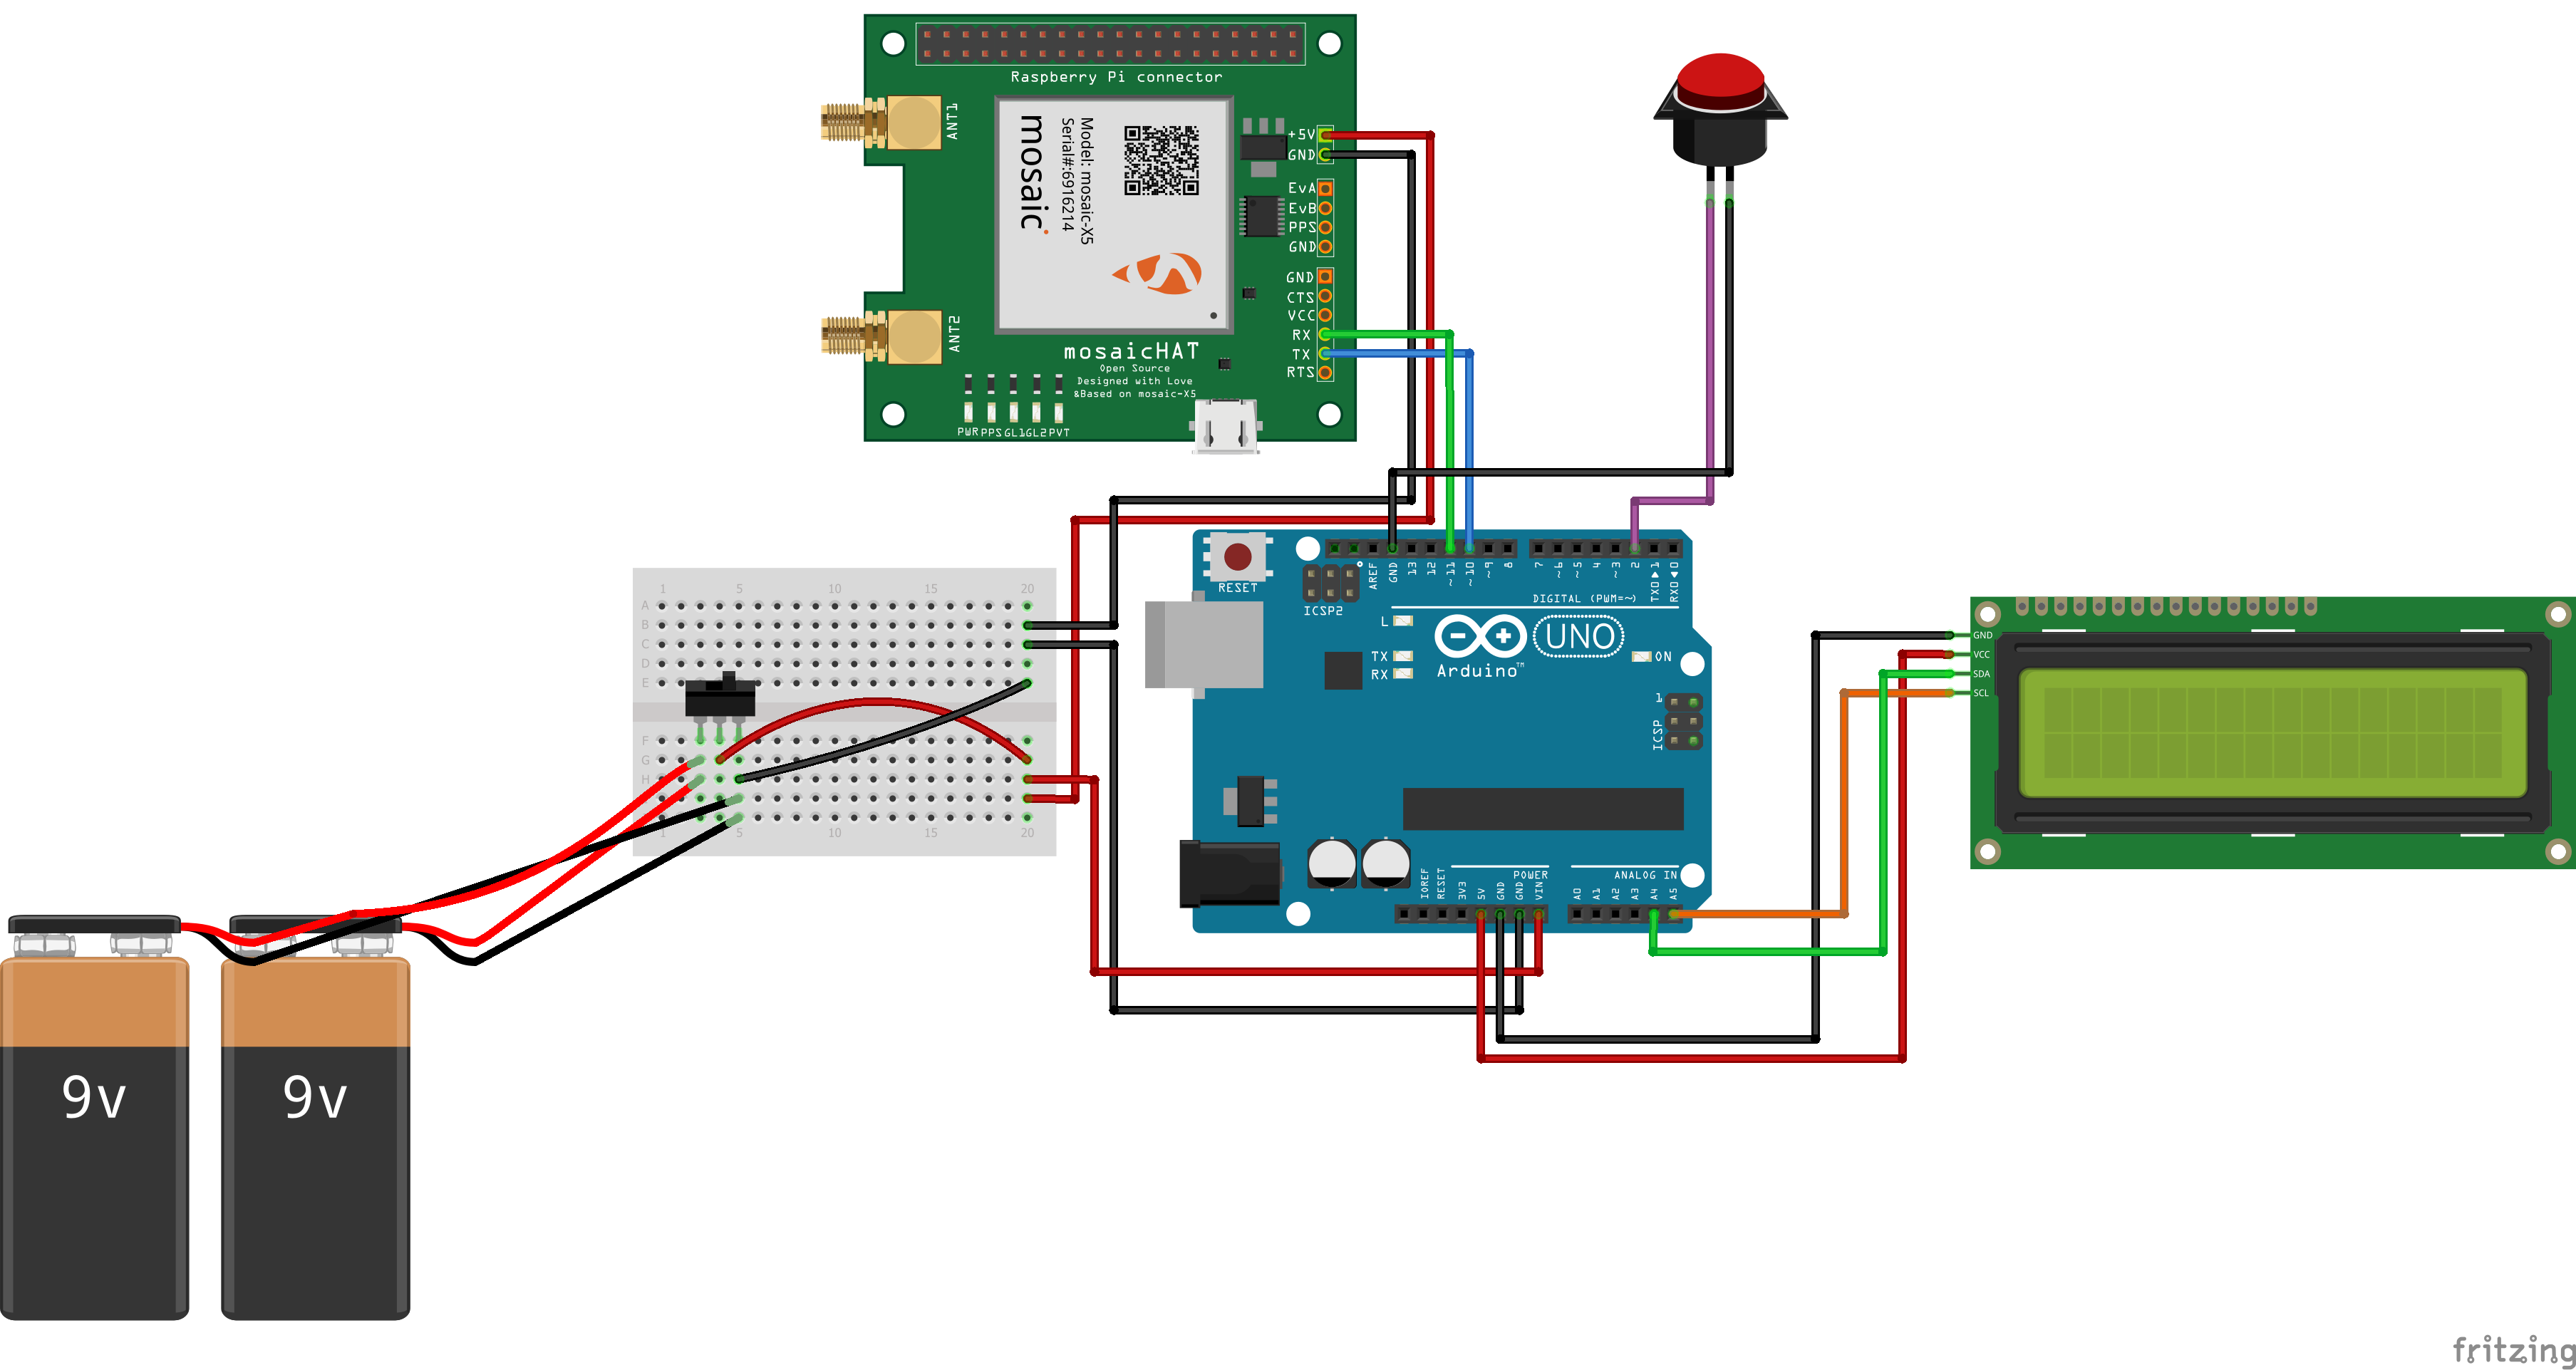 Raspberry Pi connector
ANT1
ANT2
mosaic
Model: mosaic-X5
Serial#:6916214
+5V
GND
EvA
EvB
PPS
GND
GND
CTS
VCC
RX
TX
RTS
mosaicHAT
Open Source
Designed with Love
&Based on mosaic-X5
PWR PPS GL1 GL2 PVT
RESET
ICSP2
AREF
GND
13
12
~11
~10
~9
8
7
~6
~5
4
~3
2
TX0 1
RX0 0
DIGITAL (PWM=~)
L
TX
RX
UNO
Arduino™
ON
1
ICSP
IOREF
RESET
3V3
5V
GND
GND
VIN
POWER
ANALOG IN
A0
A1
A2
A3
A4
A5
GND
VCC
SDA
SCL
1 5 10 15 20
A
B
C
D
E
F
G
H
1 5 10 15 20
9v
9v
fritzing